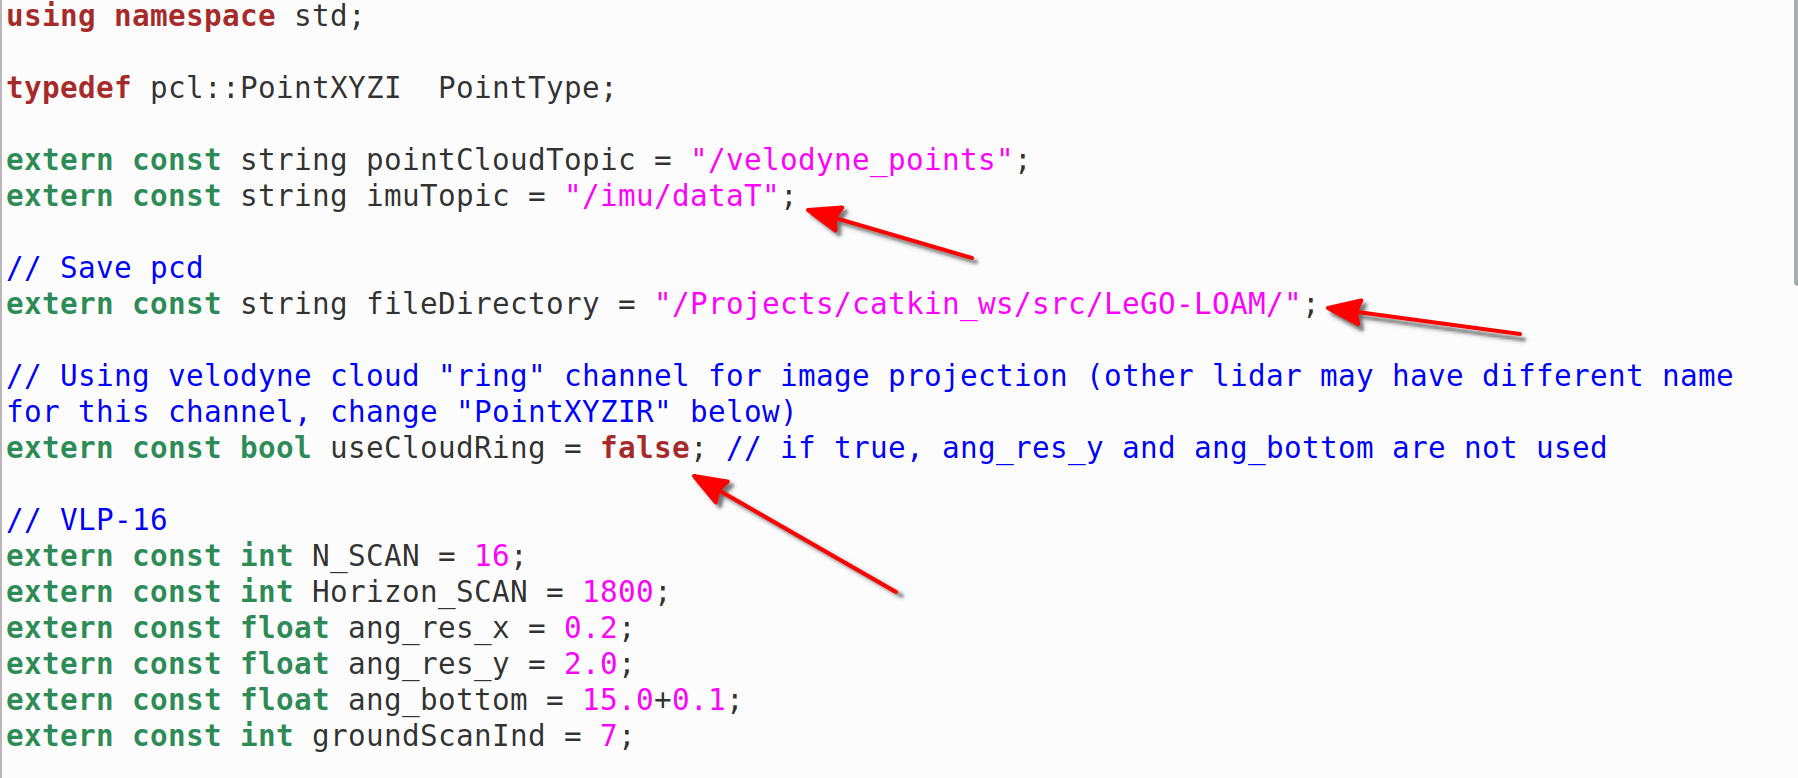 using namespace std;
typedef pcl::PointXYZI  PointType;
extern const string pointCloudTopic = "/velodyne_points";
extern const string imuTopic = "/imu/dataT";
// Save pcd
extern const string fileDirectory = "/Projects/catkin_ws/src/LeGO-LOAM/";
// Using velodyne cloud "ring" channel for image projection (other lidar may have different name
for this channel, change "PointXYZIR" below)
extern const bool useCloudRing = false; // if true, ang_res_y and ang_bottom are not used
// VLP-16
extern const int N_SCAN = 16;
extern const int Horizon_SCAN = 1800;
extern const float ang_res_x = 0.2;
extern const float ang_res_y = 2.0;
extern const float ang_bottom = 15.0+0.1;
extern const int groundScanInd = 7;